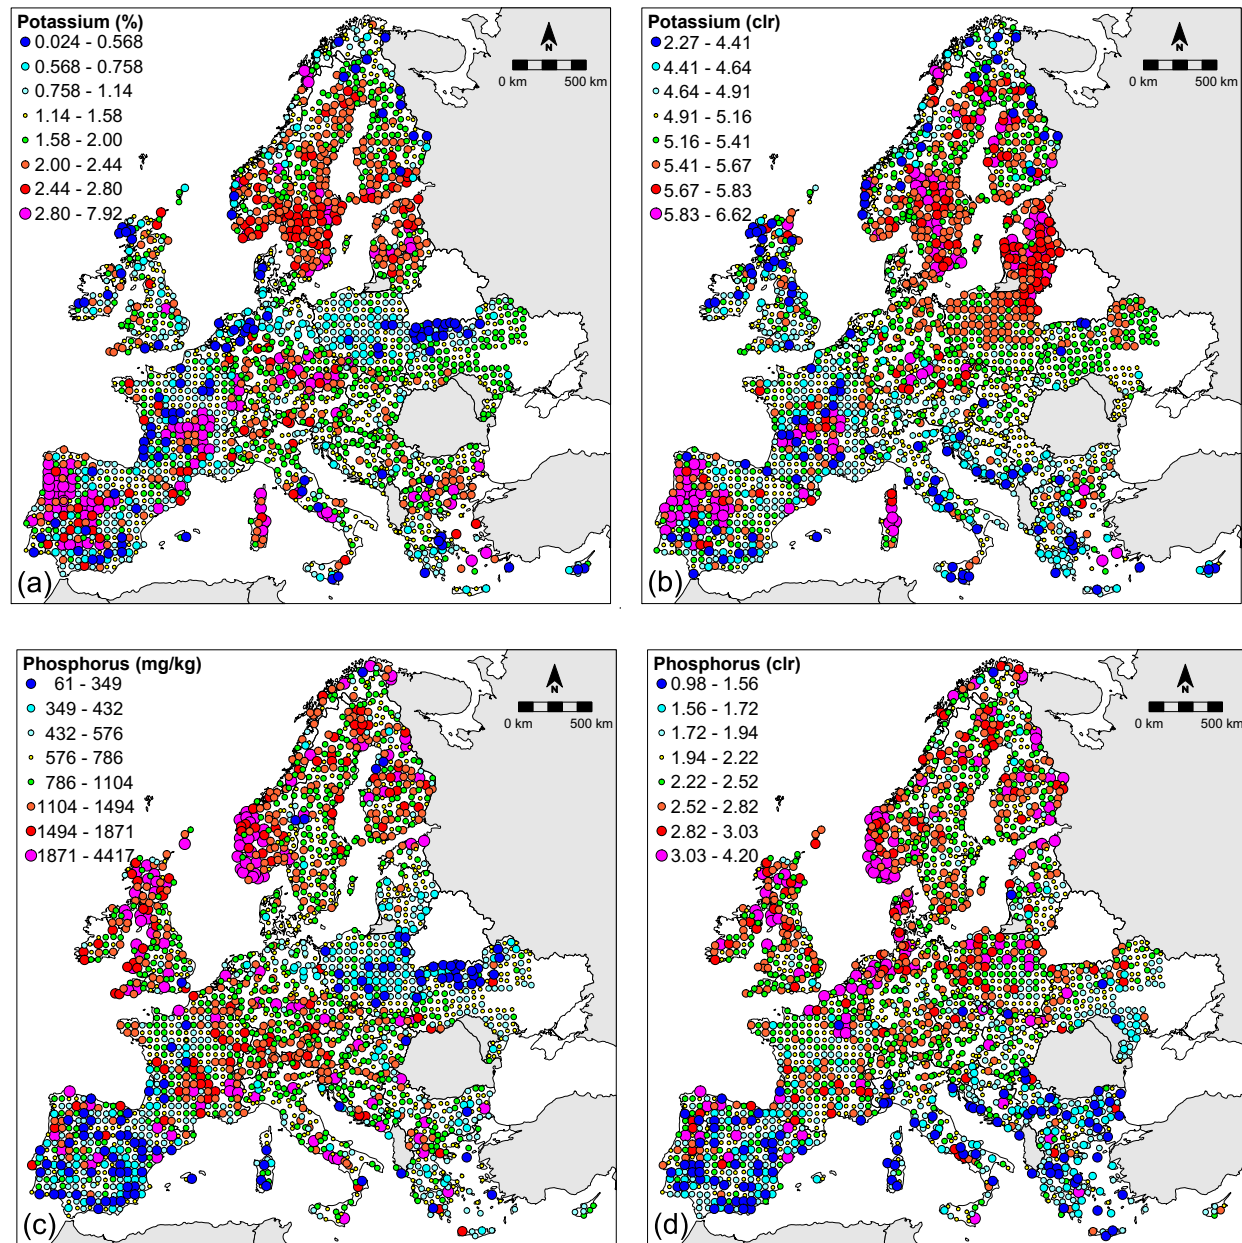 Potassium (%)
0.024 - 0.568
0.568 - 0.758
0.758 - 1.14
1.14 - 1.58
1.58 - 2.00
2.00 - 2.44
2.44 - 2.80
2.80 - 7.92
N
0 km 500 km
(a)
Potassium (clr)
2.27 - 4.41
4.41 - 4.64
4.64 - 4.91
4.91 - 5.16
5.16 - 5.41
5.41 - 5.67
5.67 - 5.83
5.83 - 6.62
N
0 km 500 km
(b)
Phosphorus (mg/kg)
61 - 349
349 - 432
432 - 576
576 - 786
786 - 1104
1104 - 1494
1494 - 1871
1871 - 4417
N
0 km 500 km
(c)
Phosphorus (clr)
0.98 - 1.56
1.56 - 1.72
1.72 - 1.94
1.94 - 2.22
2.22 - 2.52
2.52 - 2.82
2.82 - 3.03
3.03 - 4.20
N
0 km 500 km
(d)